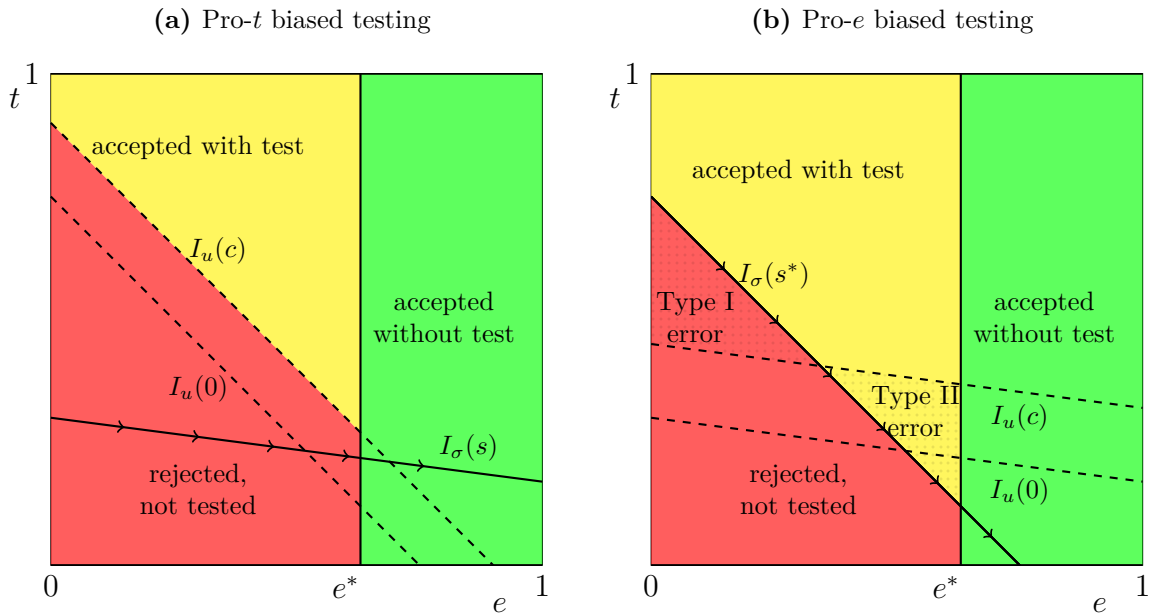 (a) Pro-t biased testing
1
t
accepted with test
I_u(c)
accepted
without test
I_u(0)
I_σ(s)
rejected,
not tested
0
e*
e
1
(b) Pro-e biased testing
1
t
accepted with test
I_σ(s*)
Type I
error
accepted
without test
Type II
error
I_u(c)
rejected,
not tested
I_u(0)
0
e*
e
1